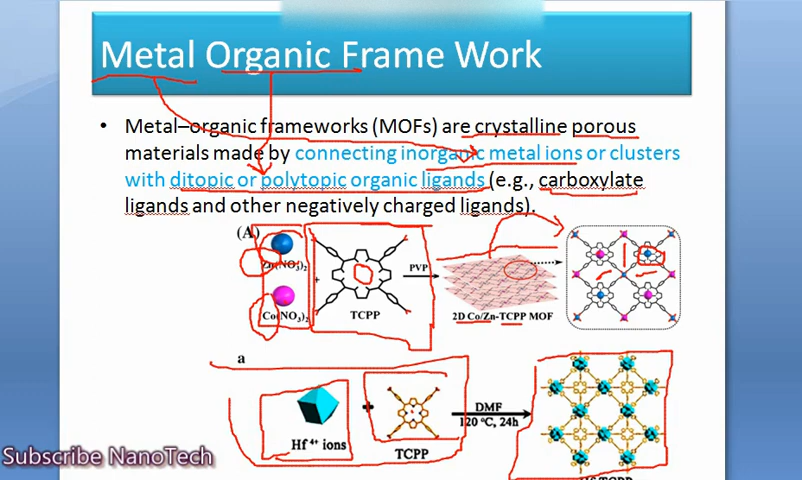 Metal Organic Frame Work
• Metal–organic frameworks (MOFs) are crystalline porous
materials made by connecting inorganic metal ions or clusters
with ditopic or polytopic organic ligands (e.g., carboxylate
ligands and other negatively charged ligands).
(A)
Zn(NO3)2
+
Co(NO3)2
TCPP
PVP
2D Co/Zn-TCPP MOF
a
Hf 4+ ions
+
TCPP
DMF
120 °C, 24h
Subscribe NanoTech